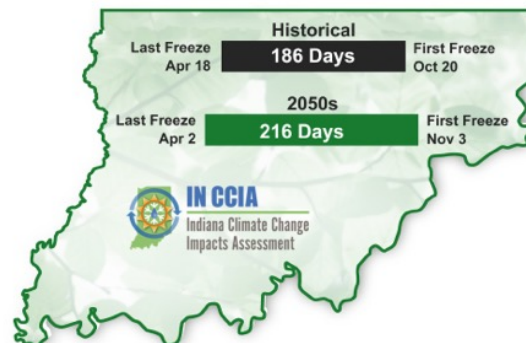 Historical
Last Freeze
Apr 18
186 Days
First Freeze
Oct 20
2050s
Last Freeze
Apr 2
216 Days
First Freeze
Nov 3
IN CCIA
Indiana Climate Change
Impacts Assessment